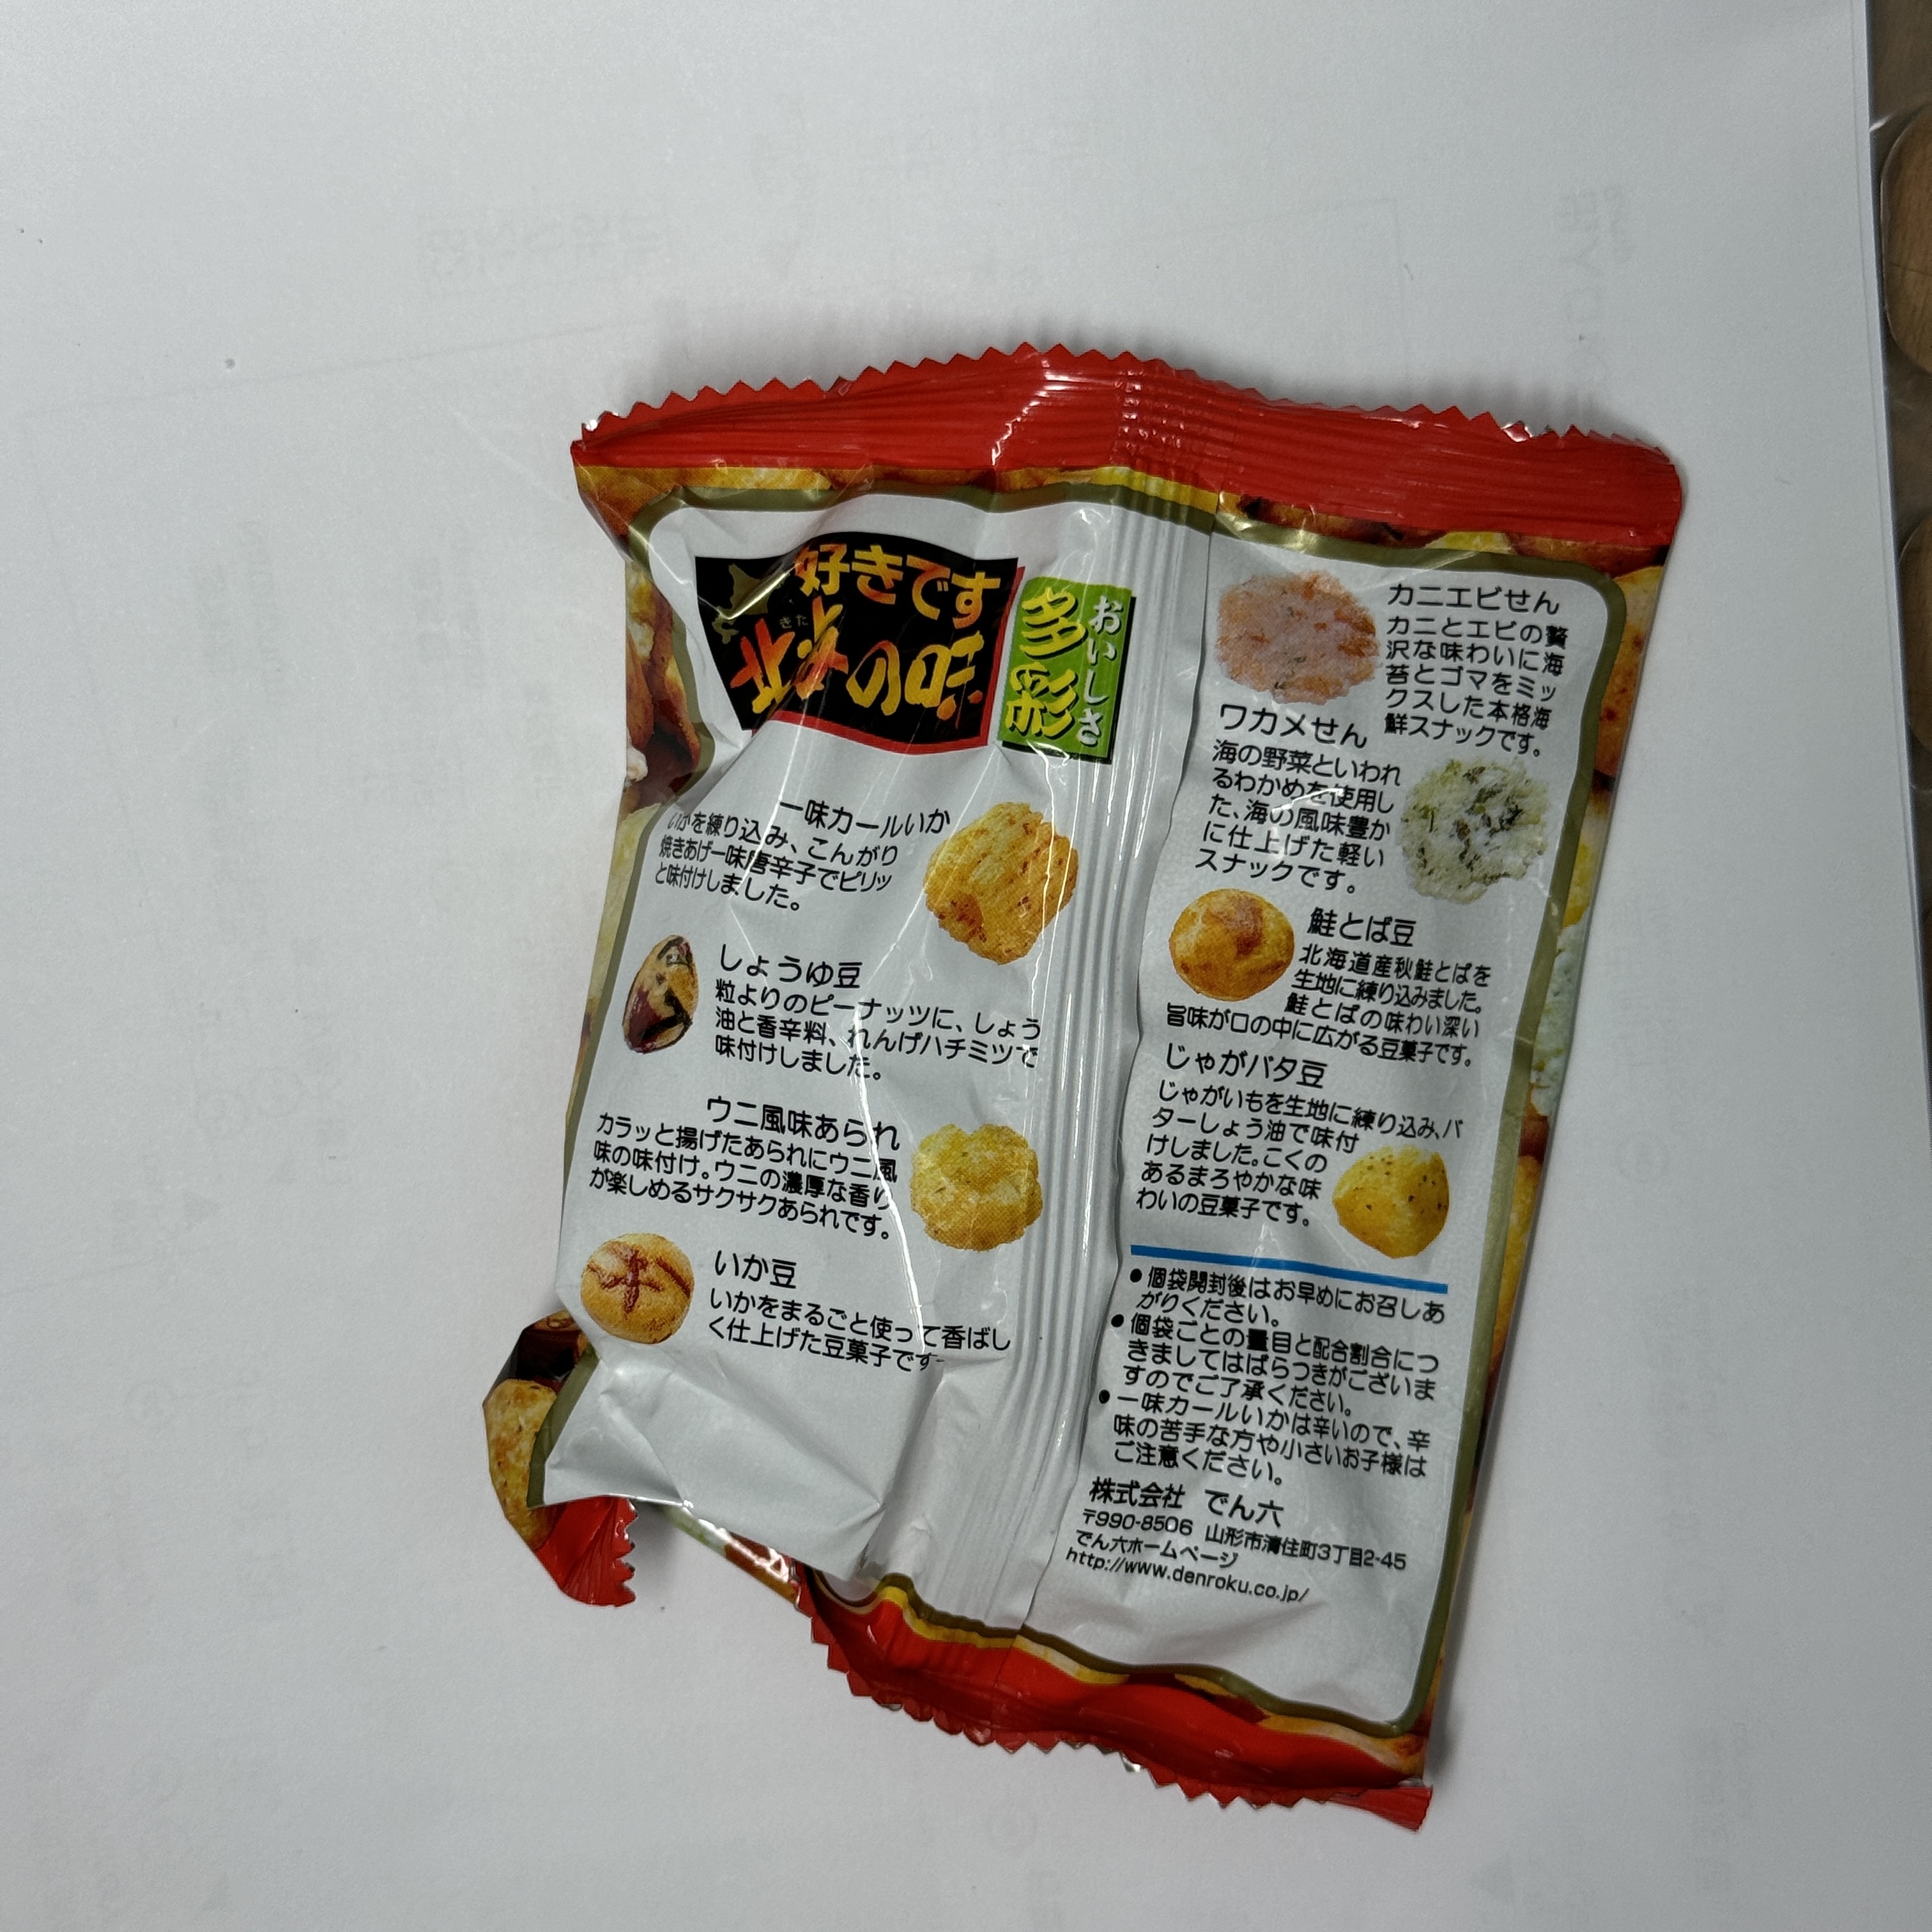 好きです
きた
北の味
おいしさ
多彩
一味カールいか
いかを練り込み、こんがり
焼きあげ一味唐辛子でピリッ
と味付けしました。
しょうゆ豆
粒よりのピーナッツに、しょう
油と香辛料、れんげハチミツで
味付けしました。
ウニ風味あられ
カラッと揚げたあられにウニ風
味の味付け。ウニの濃厚な香り
が楽しめるサクサクあられです。
いか豆
いかをまるごと使って香ばし
く仕上げた豆菓子です
カニエビせん
カニとエビの贅
沢な味わいに海
苔とゴマをミッ
クスした本格海
鮮スナックです。
ワカメせん
海の野菜といわれ
るわかめを使用し
た、海の風味豊か
に仕上げた軽い
スナックです。
鮭とば豆
北海道産秋鮭とばを
生地に練り込みました。
鮭とばの味わい深い
旨味が口の中に広がる豆菓子です。
じゃがバタ豆
じゃがいもを生地に練り込み、バ
ターしょう油で味付
けしました。こくの
あるまろやかな味
わいの豆菓子です。
●個袋開封後はお早めにお召しあ
がりください。
●個袋ごとの量目と配合割合につ
きましてはばらつきがございま
すのでご了承ください。
●一味カールいかは辛いので、辛
味の苦手な方や小さいお子様は
ご注意ください。
株式会社 でん六
〒990-8506 山形市清住町3丁目2-45
でん六ホームページ
http://www.denroku.co.jp/